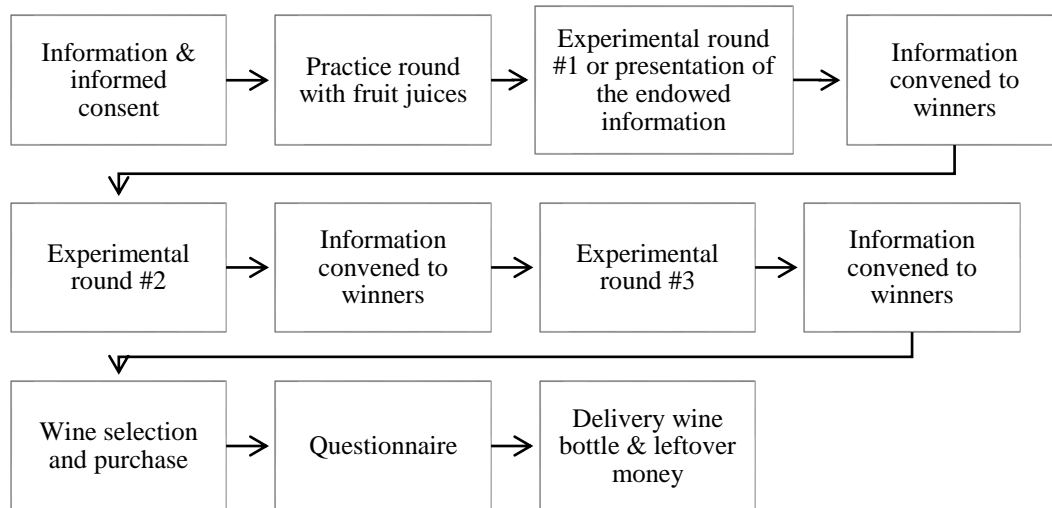 Information &
informed
consent
Practice round
with fruit juices
Experimental round
#1 or presentation of
the endowed
information
Information
convened to
winners
Experimental
round #2
Information
convened to
winners
Experimental
round #3
Information
convened to
winners
Wine selection
and purchase
Questionnaire
Delivery wine
bottle & leftover
money